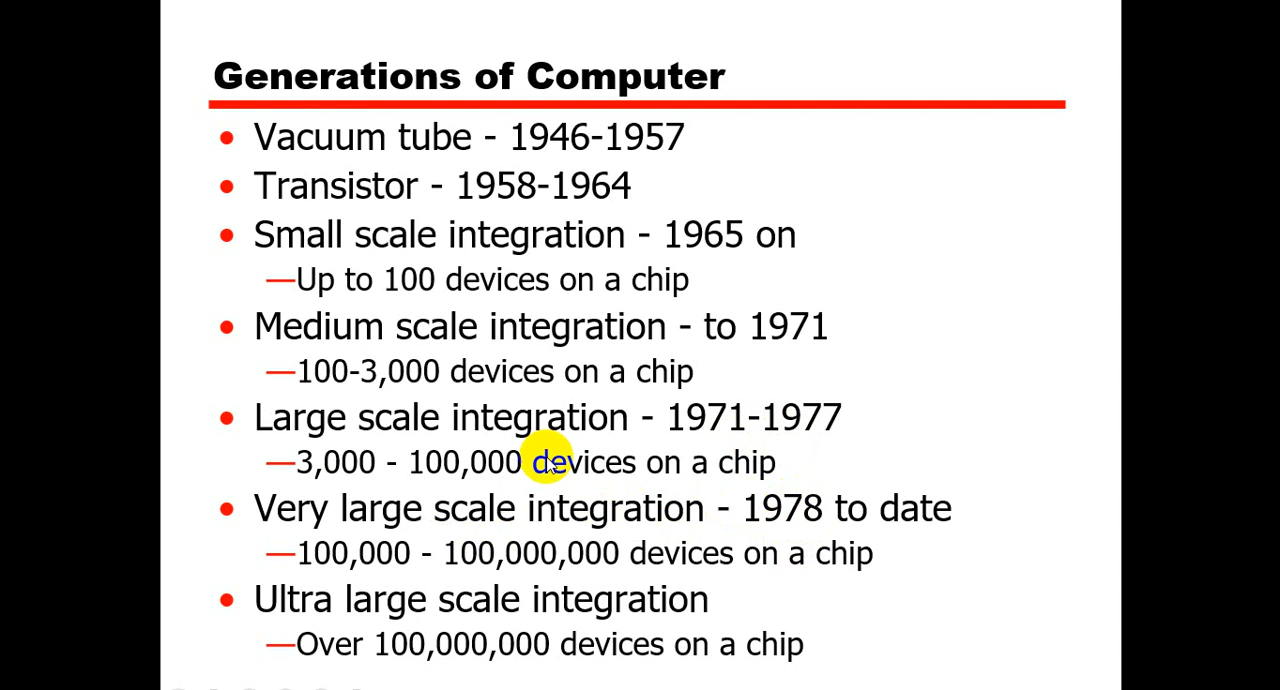 Generations of Computer
• Vacuum tube - 1946-1957
• Transistor - 1958-1964
• Small scale integration - 1965 on
—Up to 100 devices on a chip
• Medium scale integration - to 1971
—100-3,000 devices on a chip
• Large scale integration - 1971-1977
—3,000 - 100,000 devices on a chip
• Very large scale integration - 1978 to date
—100,000 - 100,000,000 devices on a chip
• Ultra large scale integration
—Over 100,000,000 devices on a chip